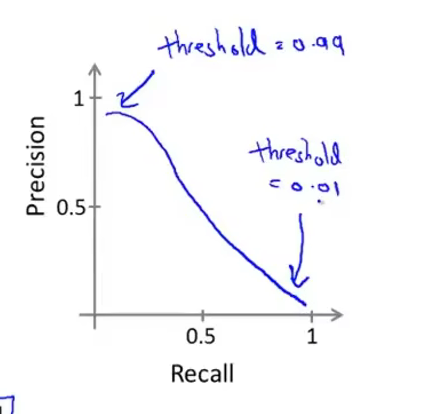 threshold = 0.99
1
Precision
threshold
= 0.01
0.5
0.5
1
Recall